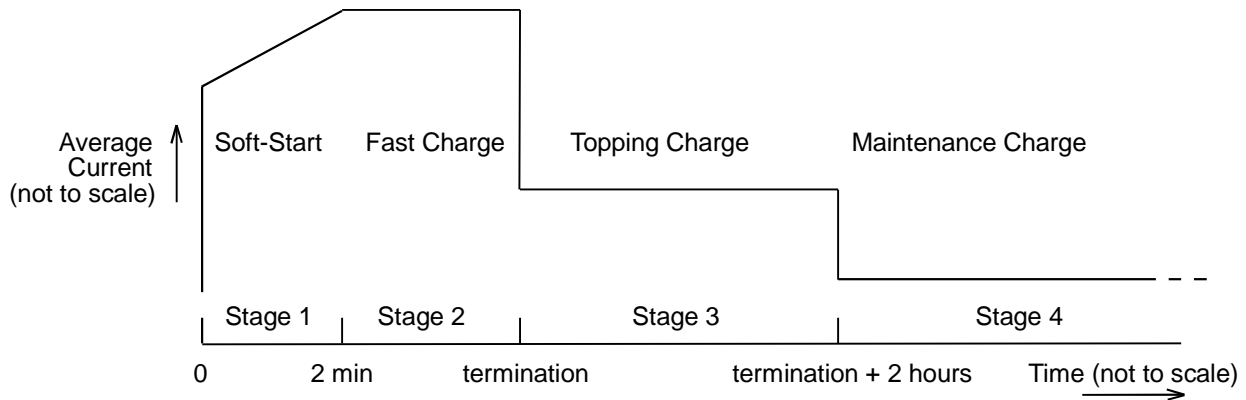 Average
Current
(not to scale)
Soft-Start
Fast Charge
Topping Charge
Maintenance Charge
Stage 1
Stage 2
Stage 3
Stage 4
0
2 min
termination
termination + 2 hours
Time (not to scale)